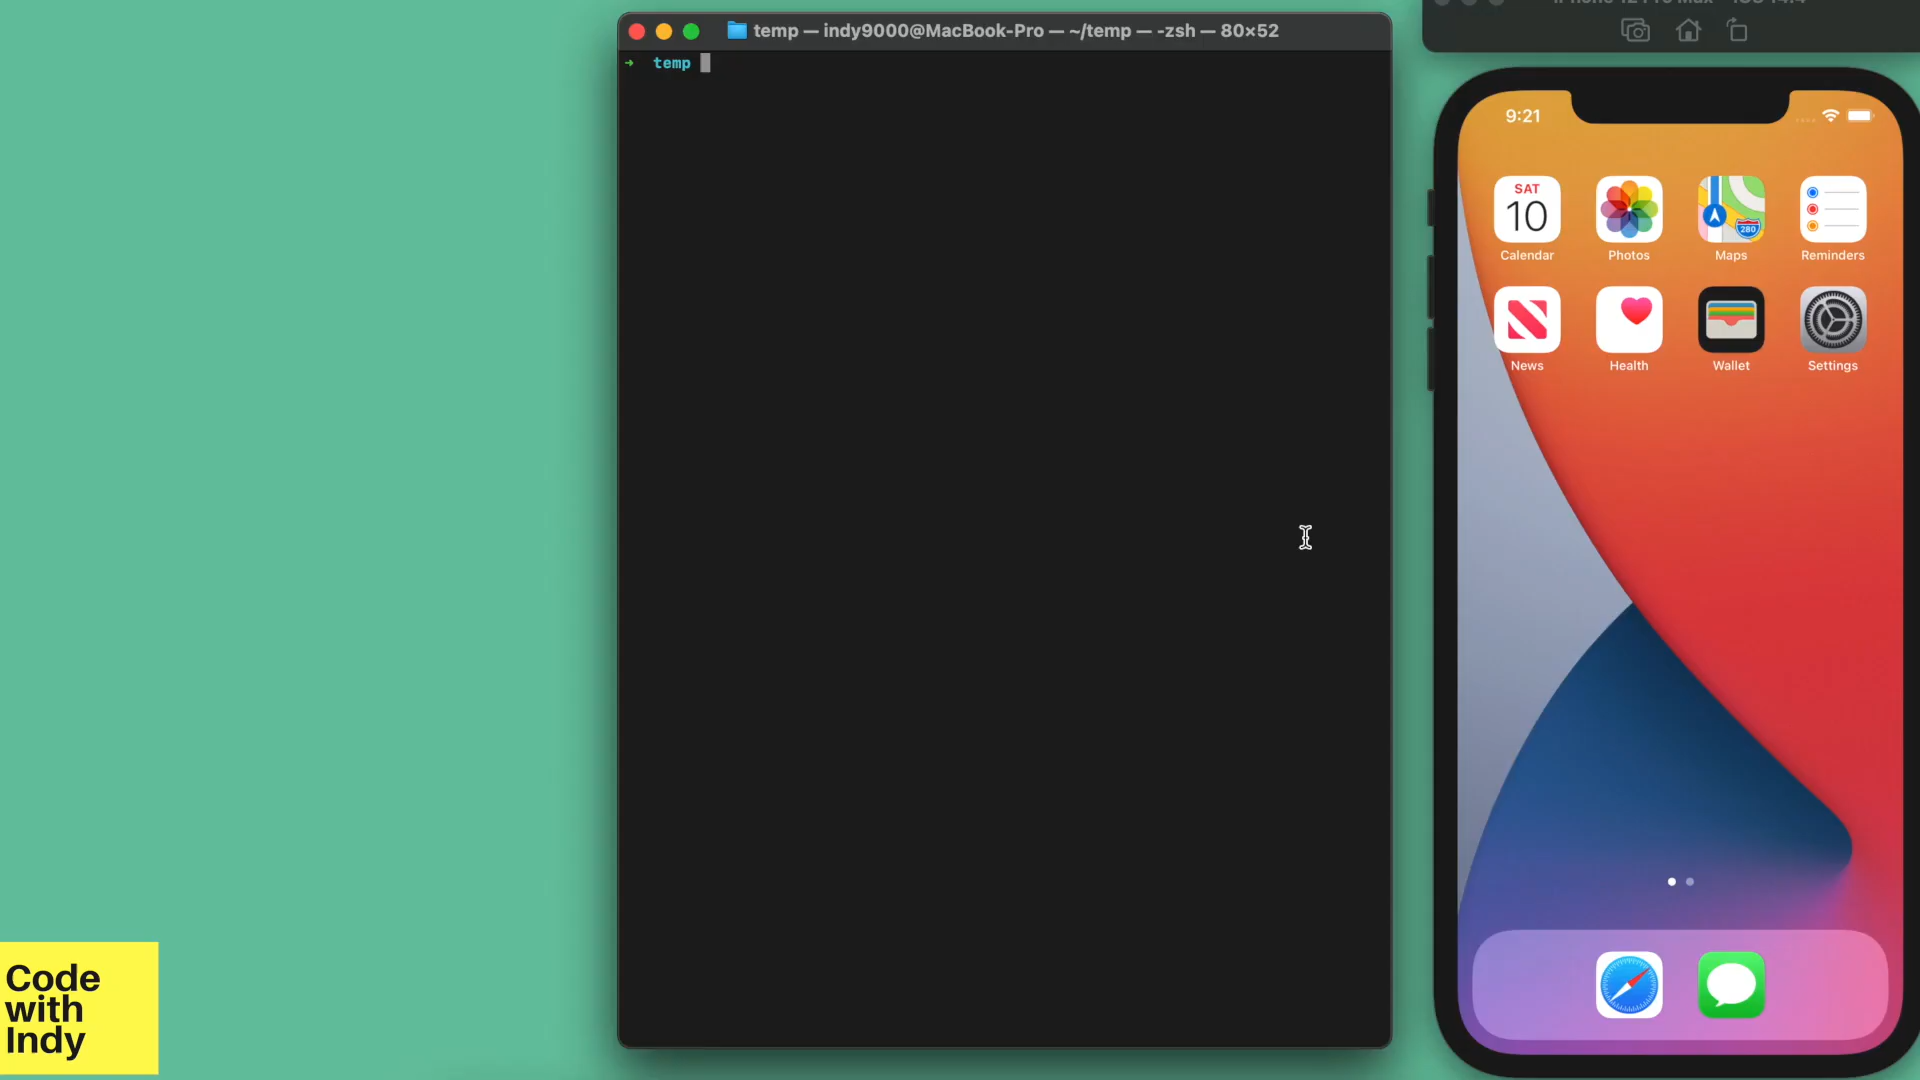 temp — indy9000@MacBook-Pro — ~/temp — -zsh — 80×52
➜ temp
9:21
SAT
10
280
Calendar
Photos
Maps
Reminders
News
Health
Wallet
Settings
Code
with
Indy